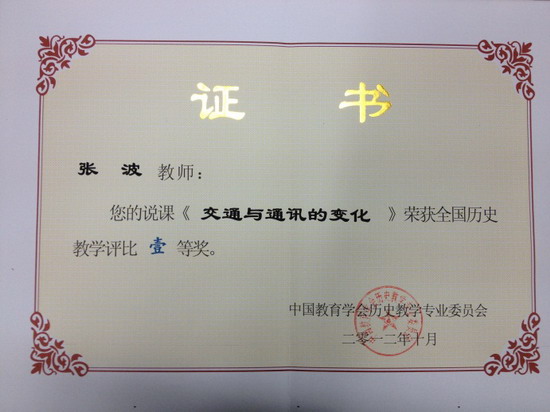 证 书
张 波 教师：
您的说课《 交通与通讯的变化 》荣获全国历史
教学评比 壹 等奖。
中国教育学会历史教学专业委员会
二零一二年十月